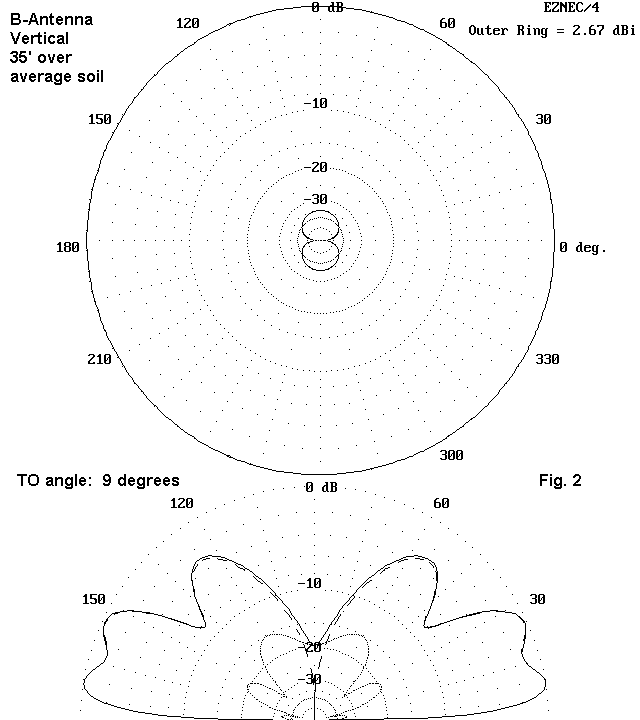 B-Antenna
Vertical
35' over
average soil
0 dB
EZNEC/4
Outer Ring = 2.67 dBi
120
60
-10
150
30
-20
-30
180
0 deg.
210
330
300
TO angle: 9 degrees
0 dB
Fig. 2
120
60
-10
150
30
-20
-30